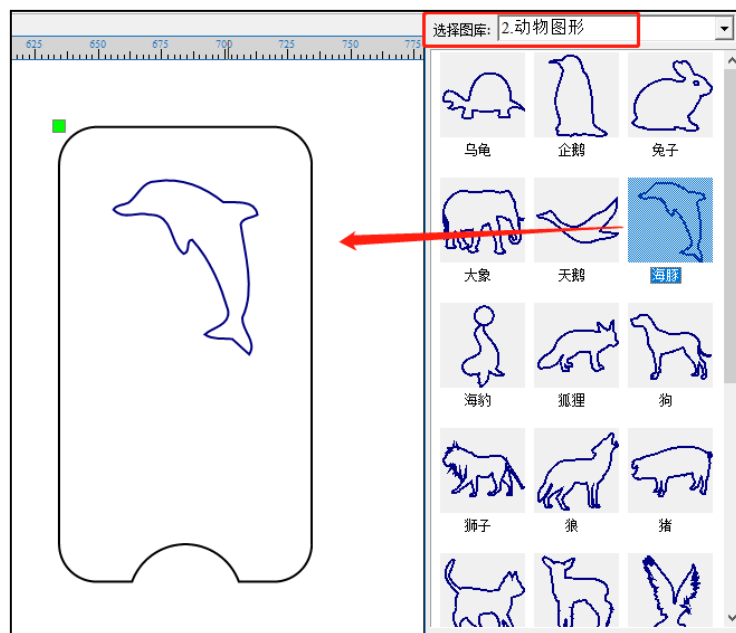 选择图库: 2.动物图形
625 650 675 700 725 750 775
乌龟 企鹅 兔子
大象 天鹅 海豚
海豹 狐狸 狗
狮子 狼 猪